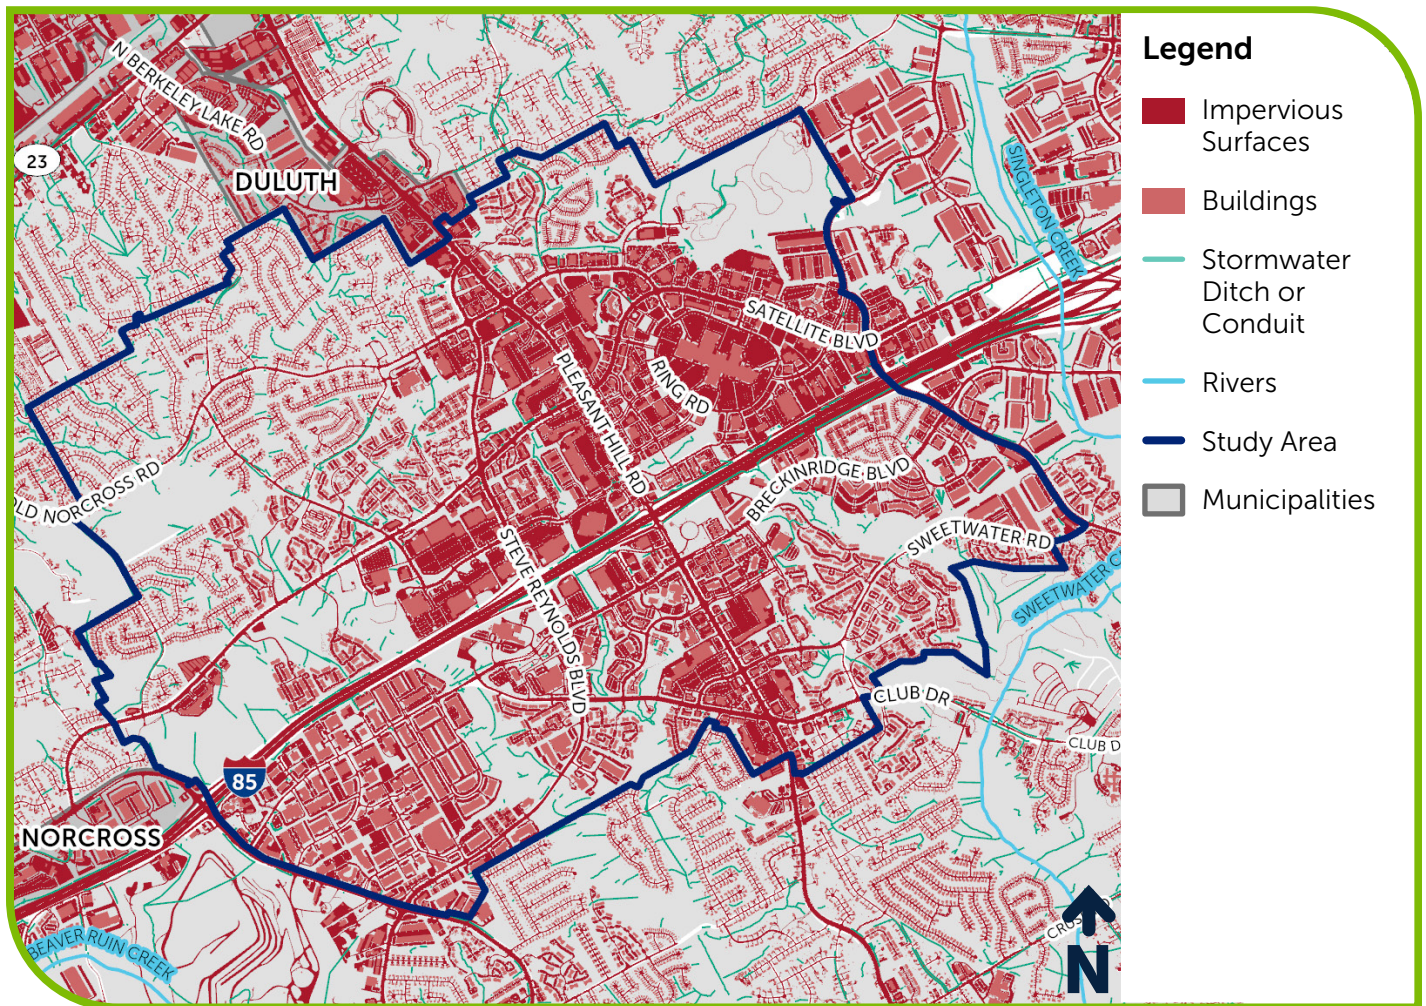 N BERKELEY LAKE RD
23
DULUTH
SINGLETON CREEK
SATELLITE BLVD
PLEASANT HILL RD
RING RD
OLD NORCROSS RD
BRECKINRIDGE BLVD
SWEETWATER RD
STEVE REYNOLDS BLVD
SWEETWATER C
CLUB DR
CLUB D
85
NORCROSS
BEAVER RUIN CREEK
N
Legend
Impervious
Surfaces
Buildings
Stormwater
Ditch or
Conduit
Rivers
Study Area
Municipalities